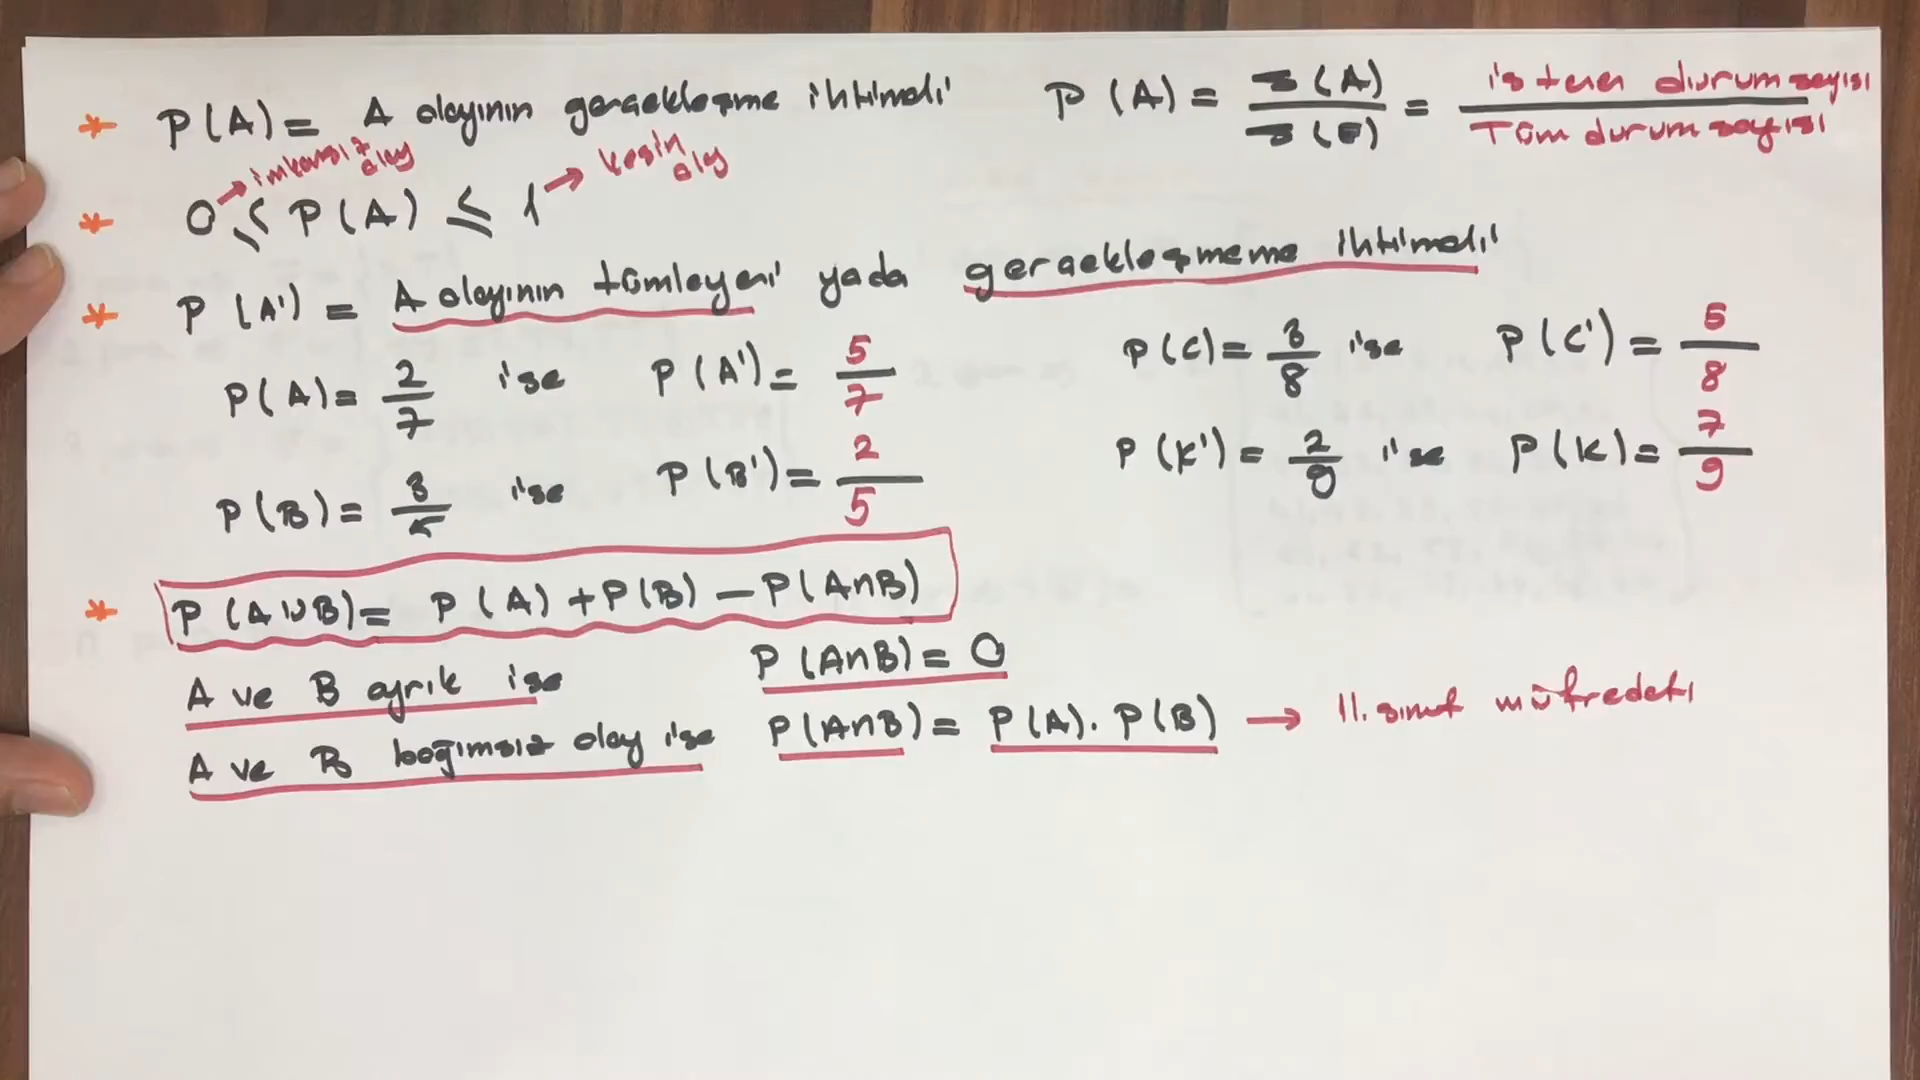 * P(A) = A olayının gerçekleşme ihtimali P(A) = s(A) / s(E) = istenen durum sayısı / Tüm durum sayısı
imkansız olay kesin olay
* 0 ≤ P(A) ≤ 1
* P(A') = A olayının tümleyeni yada gerçekleşmeme ihtimali
P(A) = 2/7 ise P(A') = 5/7 P(C) = 3/8 ise P(C') = 5/8
P(B) = 3/5 ise P(B') = 2/5 P(K') = 2/9 ise P(K) = 7/9
* P(A∪B) = P(A) + P(B) − P(A∩B)
A ve B ayrık ise P(A∩B) = 0
A ve B bağımsız olay ise P(A∩B) = P(A) . P(B) → 11. sınıf müfredatı